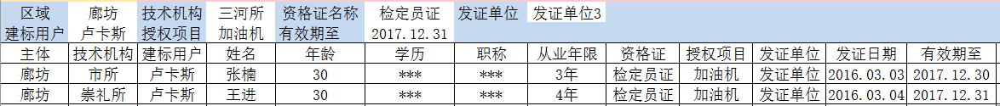 区域 廊坊 技术机构 三河所 资格证名称 检定员证 发证单位 发证单位3
建标用户 卢卡斯 授权项目 加油机 有效期至 2017.12.31
主体 技术机构 建标用户 姓名 年龄 学历 职称 从业年限 资格证 授权项目 发证单位 发证日期 有效期至
廊坊 市所 卢卡斯 张楠 30 *** *** 3年 检定员证 加油机 发证单位 2016.03.03 2017.12.30
廊坊 崇礼所 卢卡斯 王进 30 *** *** 4年 检定员证 加油机 发证单位 2016.03.04 2017.12.31